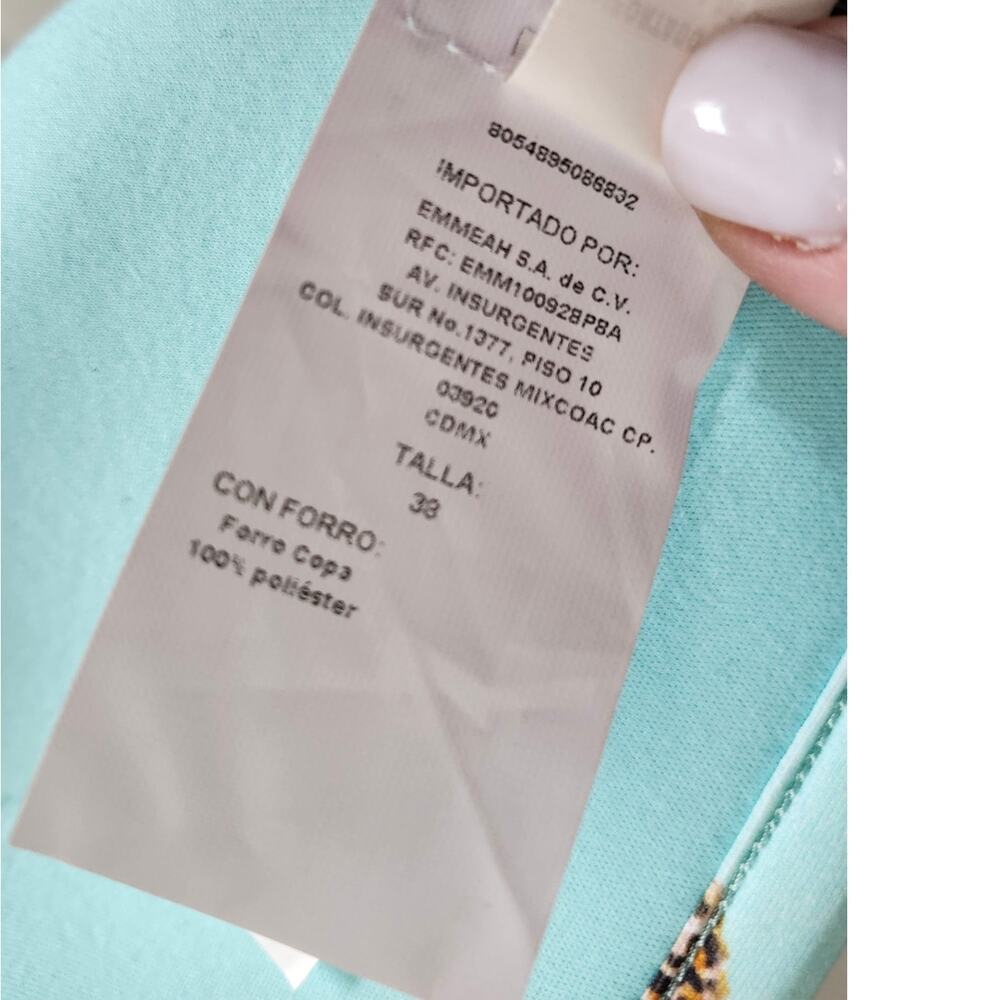 8054895086832
IMPORTADO POR:
EMMEAH S.A. de C.V.
RFC: EMM100928P8A
AV. INSURGENTES
SUR No.1377, PISO 10
COL. INSURGENTES MIXCOAC CP.
03920
CDMX
TALLA:
38
CON FORRO:
Forro Copa
100% poliéster